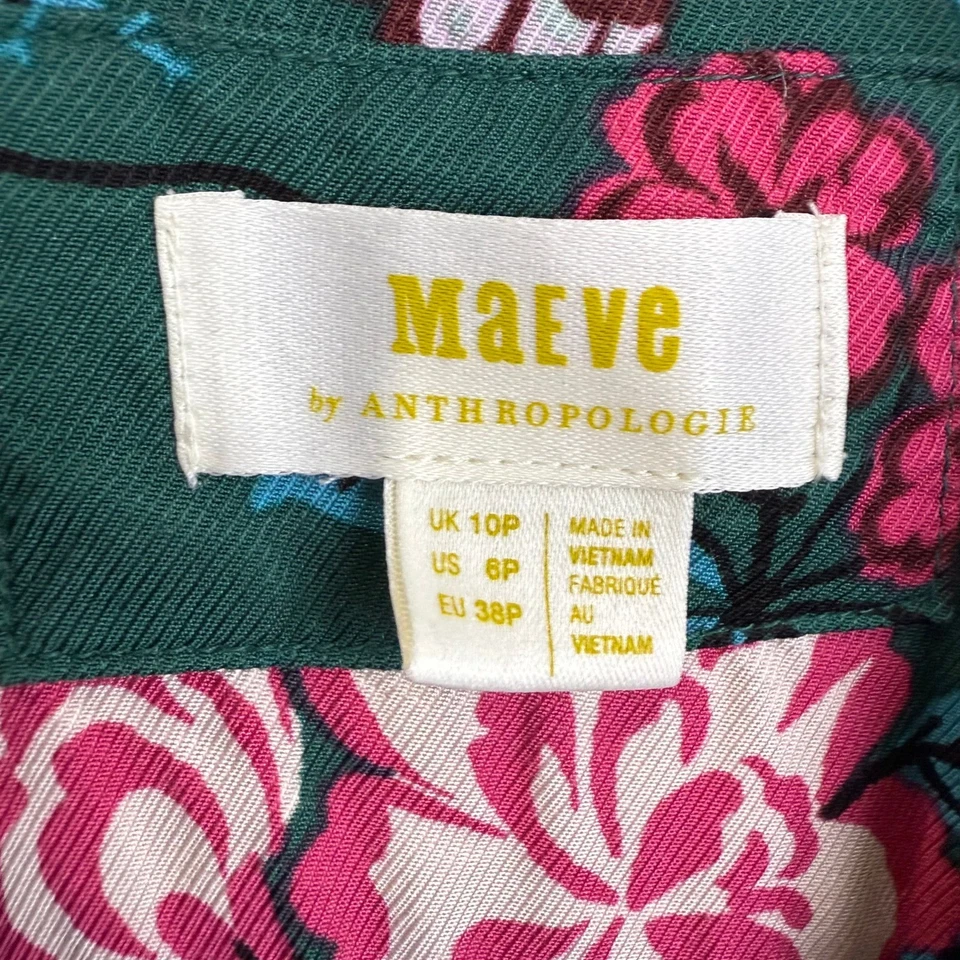 MaEVe
by ANTHROPOLOGIE
UK 10P
US 6P
EU 38P
MADE IN
VIETNAM
FABRIQUÉ
AU
VIETNAM